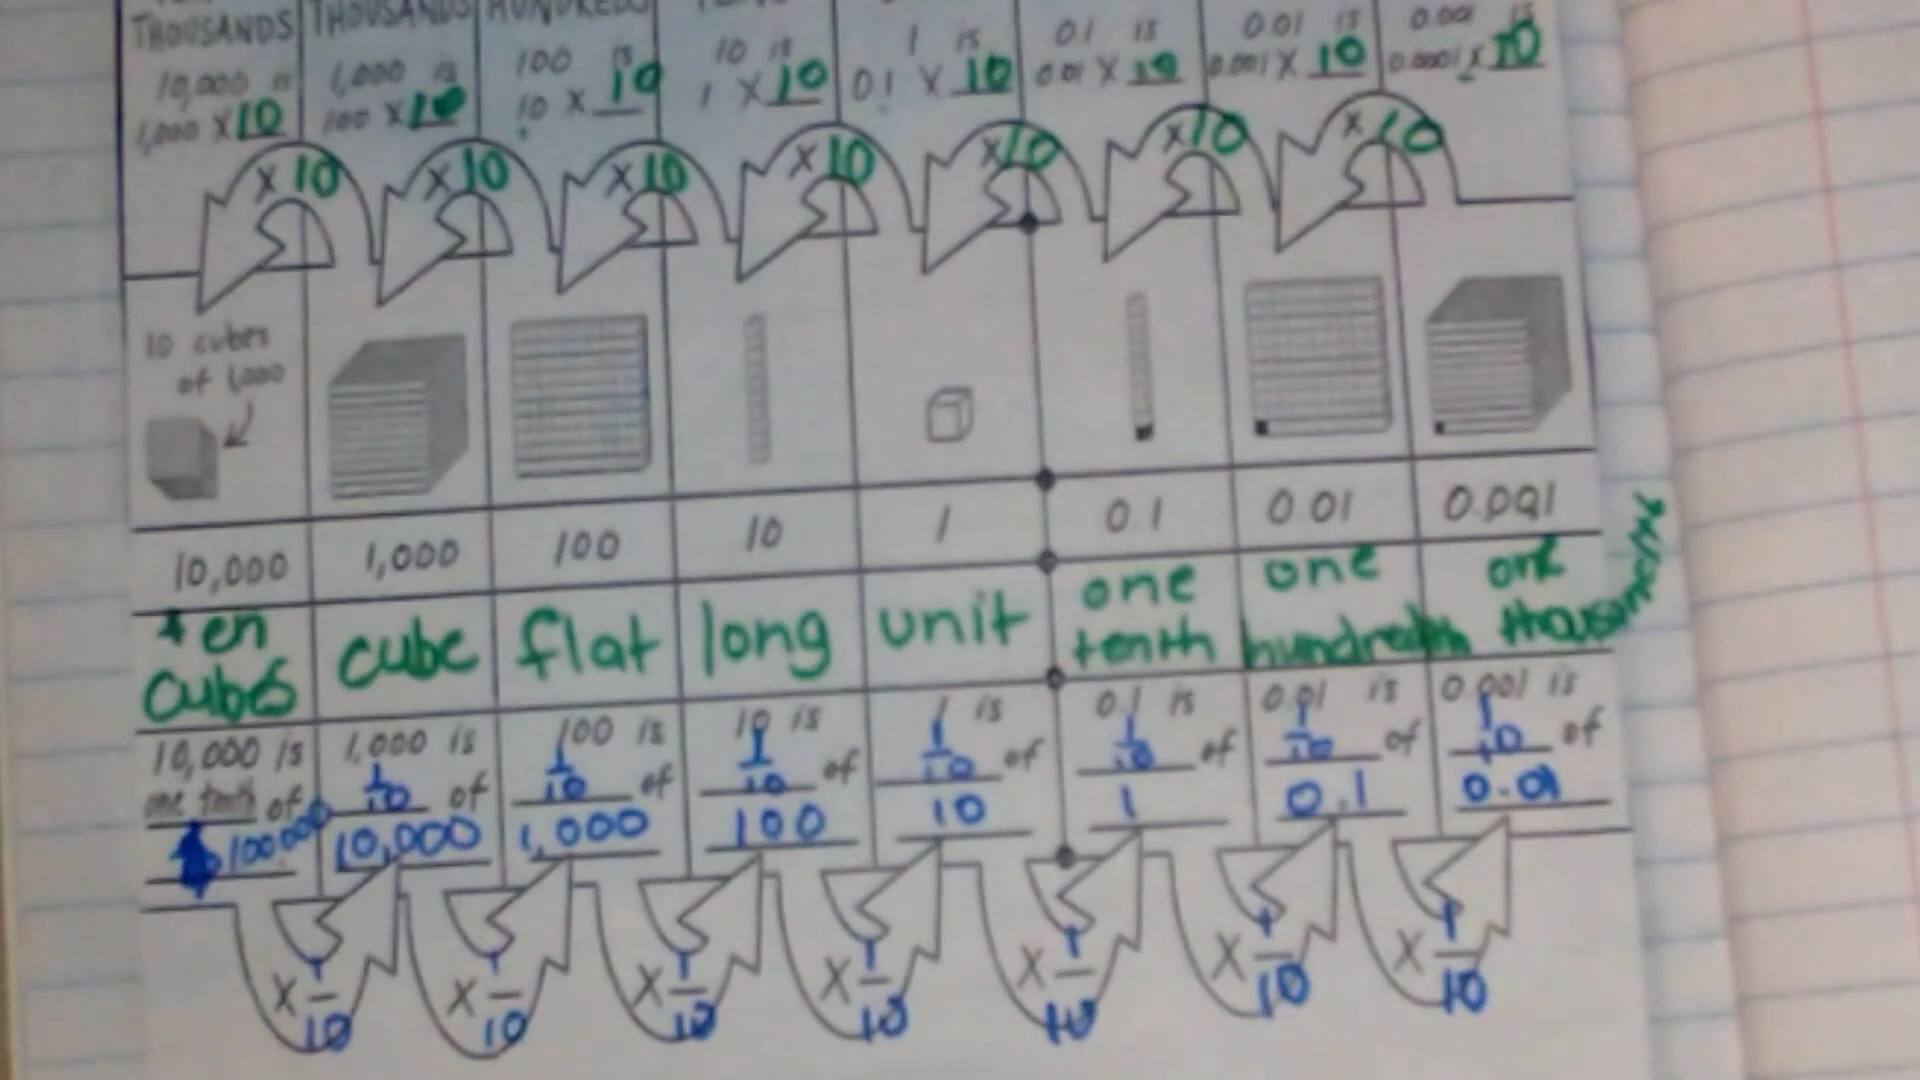 THOUSANDS
THOUSANDS
HUNDREDS
10,000 is
1,000 X 10
1,000 is
100 X 10
100 is
10 X 10
10 is
1 X 10
1 is
0.1 X 10
0.1 is
0.01 X 10
0.01 is
0.001 X 10
0.001 is
0.0001 X 10
X 10
X 10
X 10
X 10
X 10
X 10
X 10
10 cubes
of 1,000
10,000
1,000
100
10
1
0.1
0.01
0.001
ten
cubes
cube
flat
long
unit
one
tenth
one
hundredth
one
10,000 is
one tenth of
100000
1,000 is
1/10 of
10,000
100 is
1/10 of
1,000
10 is
1/10 of
100
1 is
1/10 of
10
0.1 is
1/10 of
1
0.01 is
1/10 of
0.1
0.001 is
1/10 of
0.01
X 1/10
X 1/10
X 1/10
X 1/10
X 1/10
X 1/10
X 1/10